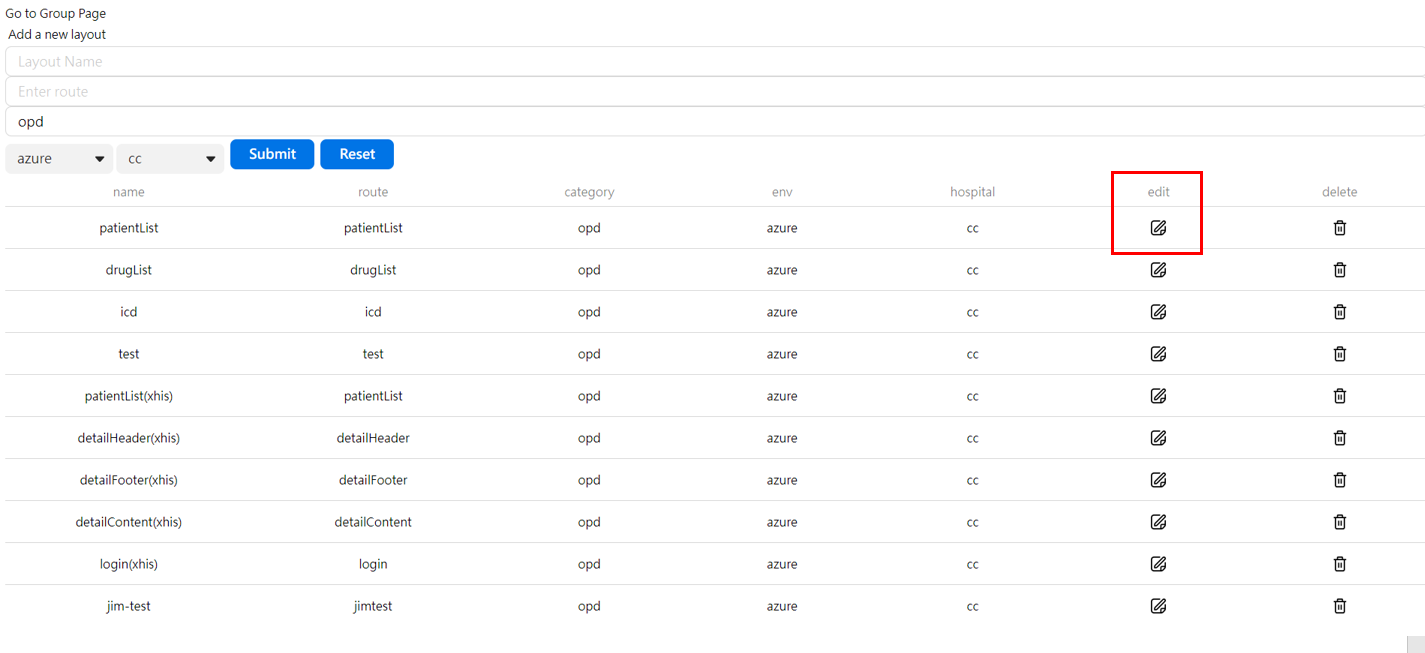 Go to Group Page
Add a new layout
Layout Name
Enter route
opd
azure cc Submit Reset
name route category env hospital edit delete
patientList patientList opd azure cc
drugList drugList opd azure cc
icd icd opd azure cc
test test opd azure cc
patientList(xhis) patientList opd azure cc
detailHeader(xhis) detailHeader opd azure cc
detailFooter(xhis) detailFooter opd azure cc
detailContent(xhis) detailContent opd azure cc
login(xhis) login opd azure cc
jim-test jimtest opd azure cc